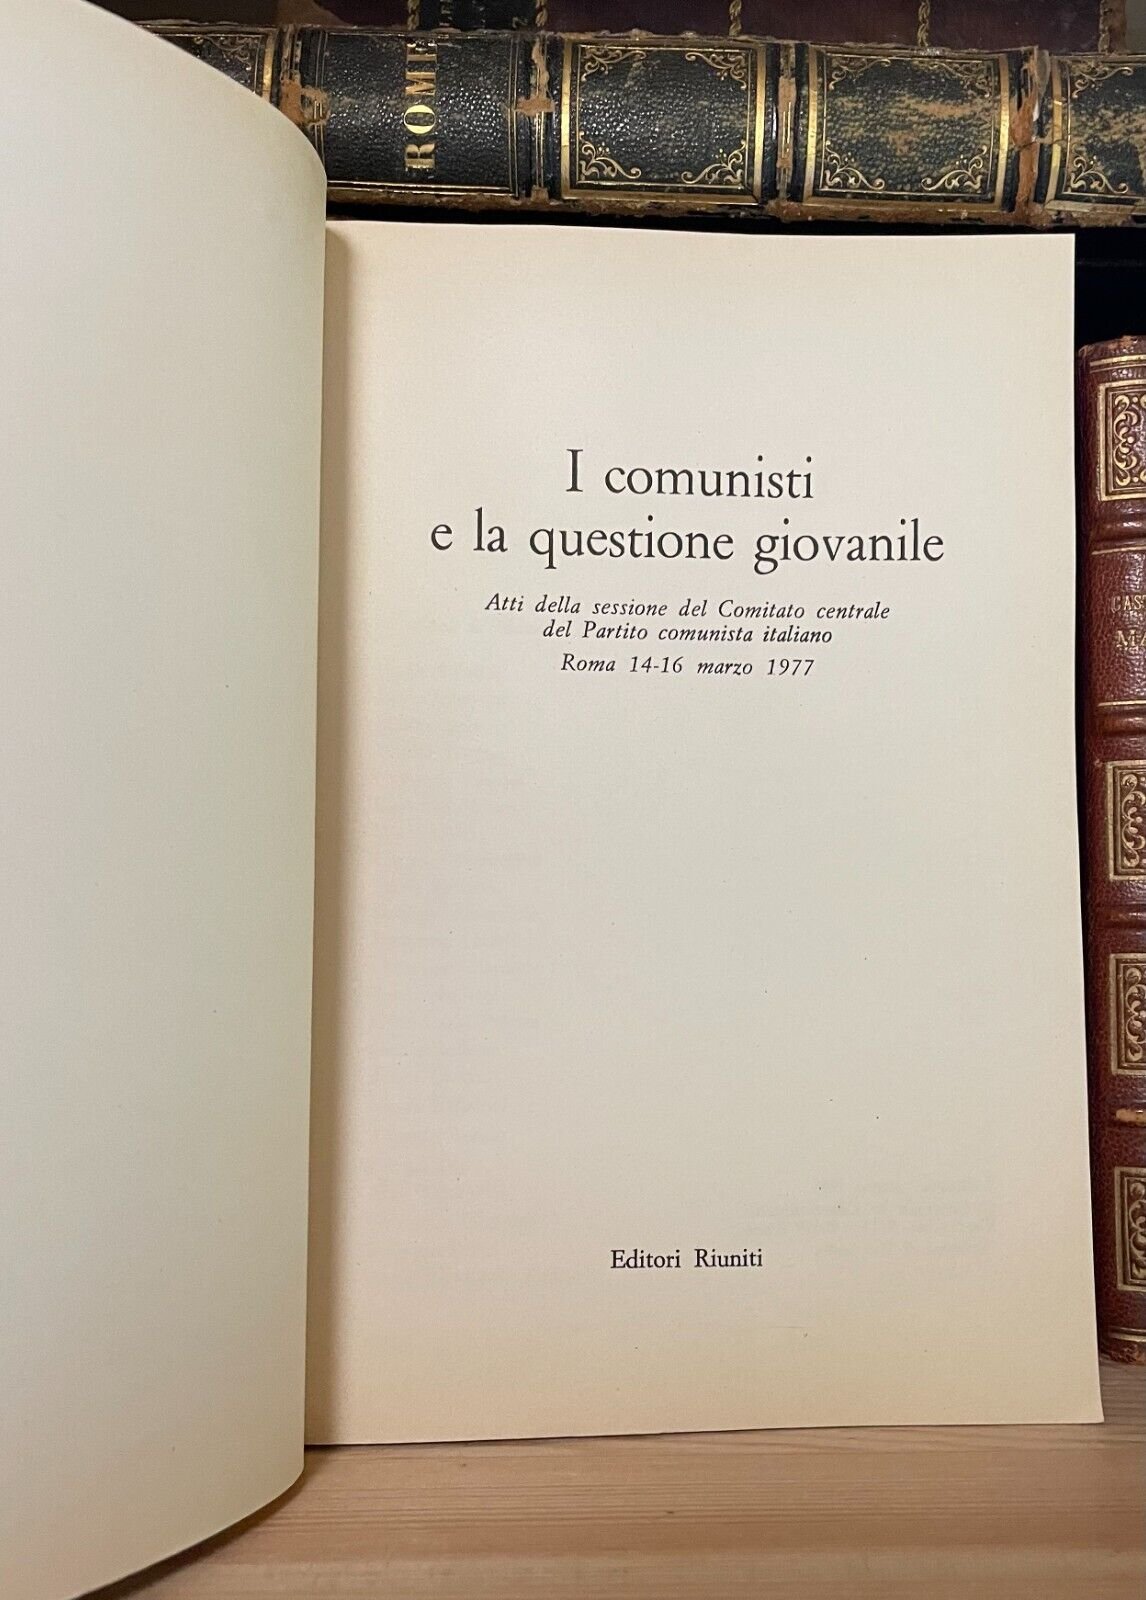 ROME
I comunisti
e la questione giovanile
Atti della sessione del Comitato centrale
del Partito comunista italiano
Roma 14-16 marzo 1977
Editori Riuniti